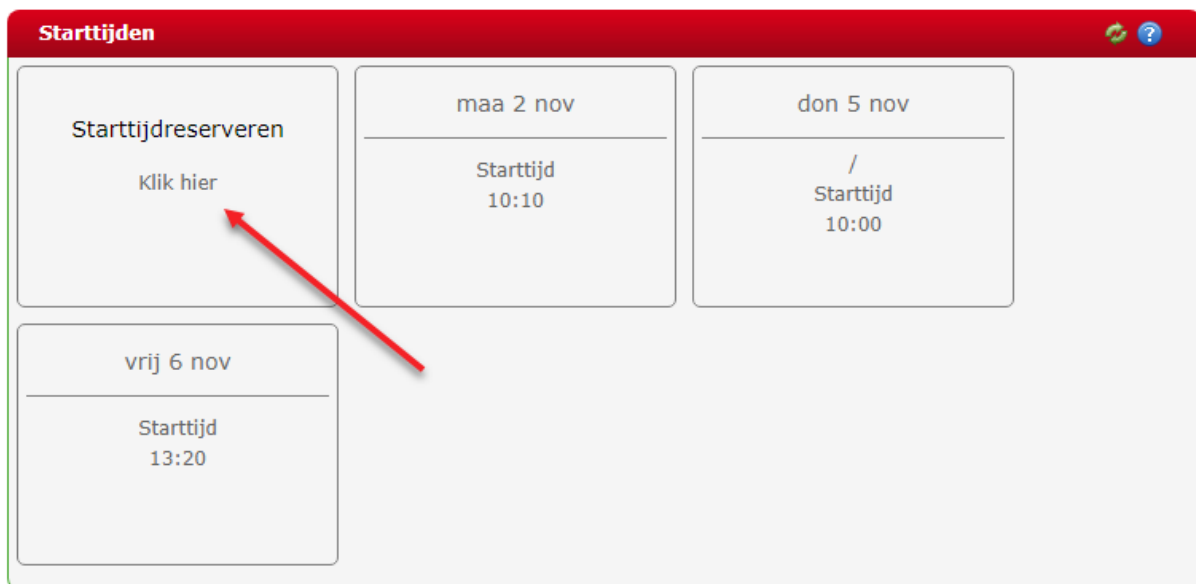 Starttijden
Starttijdreserveren
Klik hier
maa 2 nov
Starttijd
10:10
don 5 nov
/
Starttijd
10:00
vrij 6 nov
Starttijd
13:20